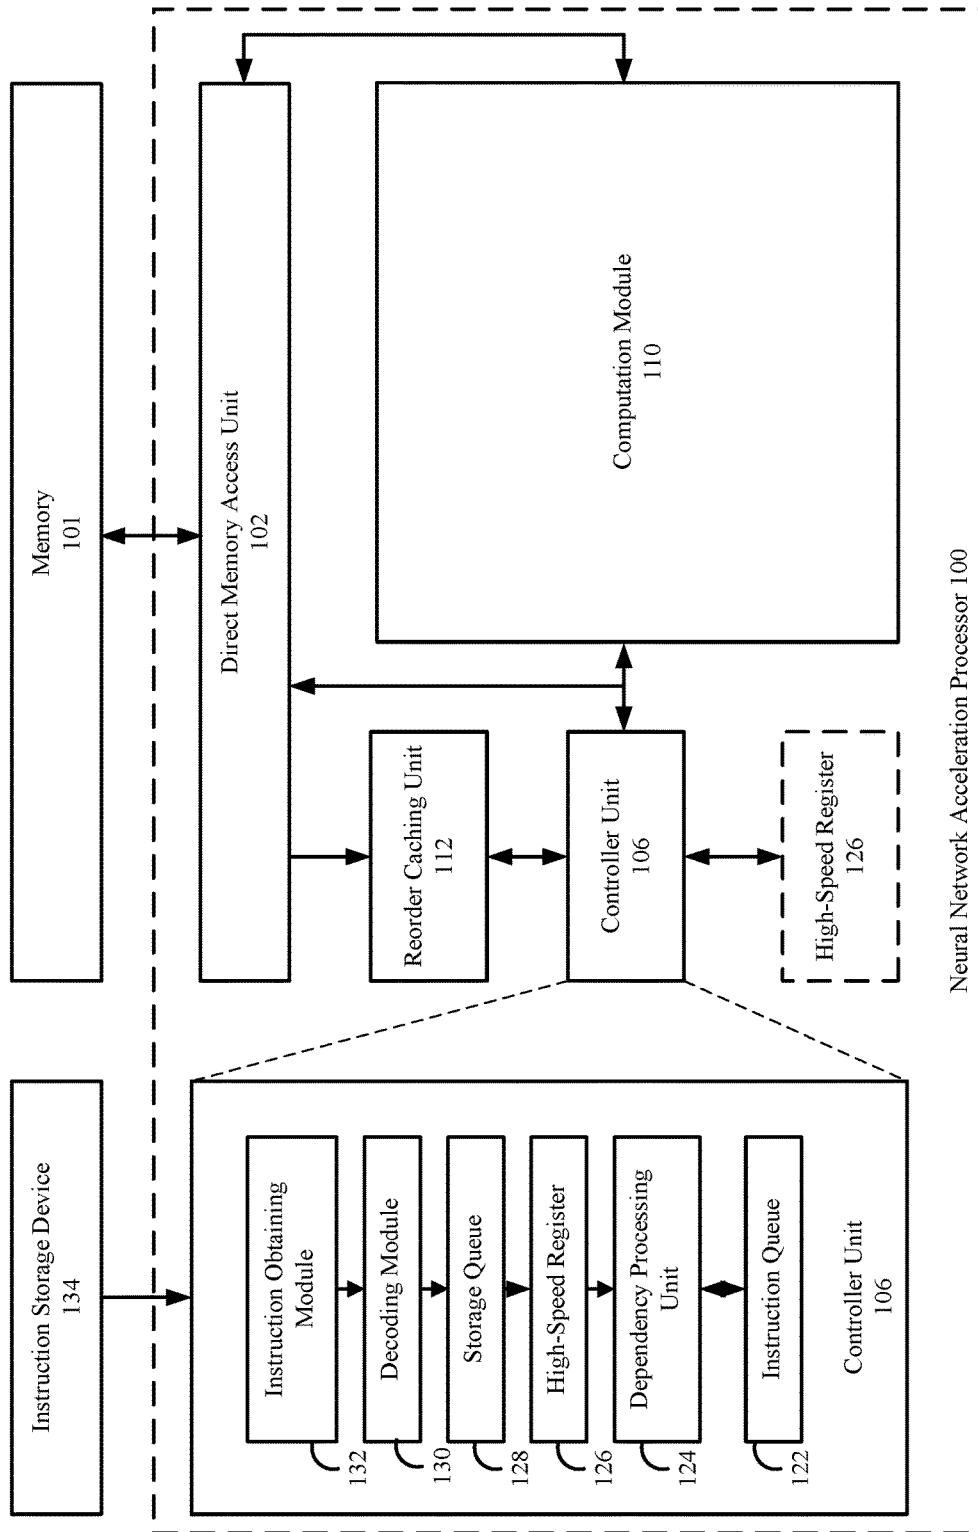 Instruction Storage Device
134
Memory
101
Direct Memory Access Unit
102
Instruction Obtaining
Module
132
Decoding Module
130
Storage Queue
128
High-Speed Register
126
Dependency Processing
Unit
124
Instruction Queue
122
Controller Unit
106
Reorder Caching Unit
112
Controller Unit
106
High-Speed Register
126
Computation Module
110
Neural Network Acceleration Processor 100